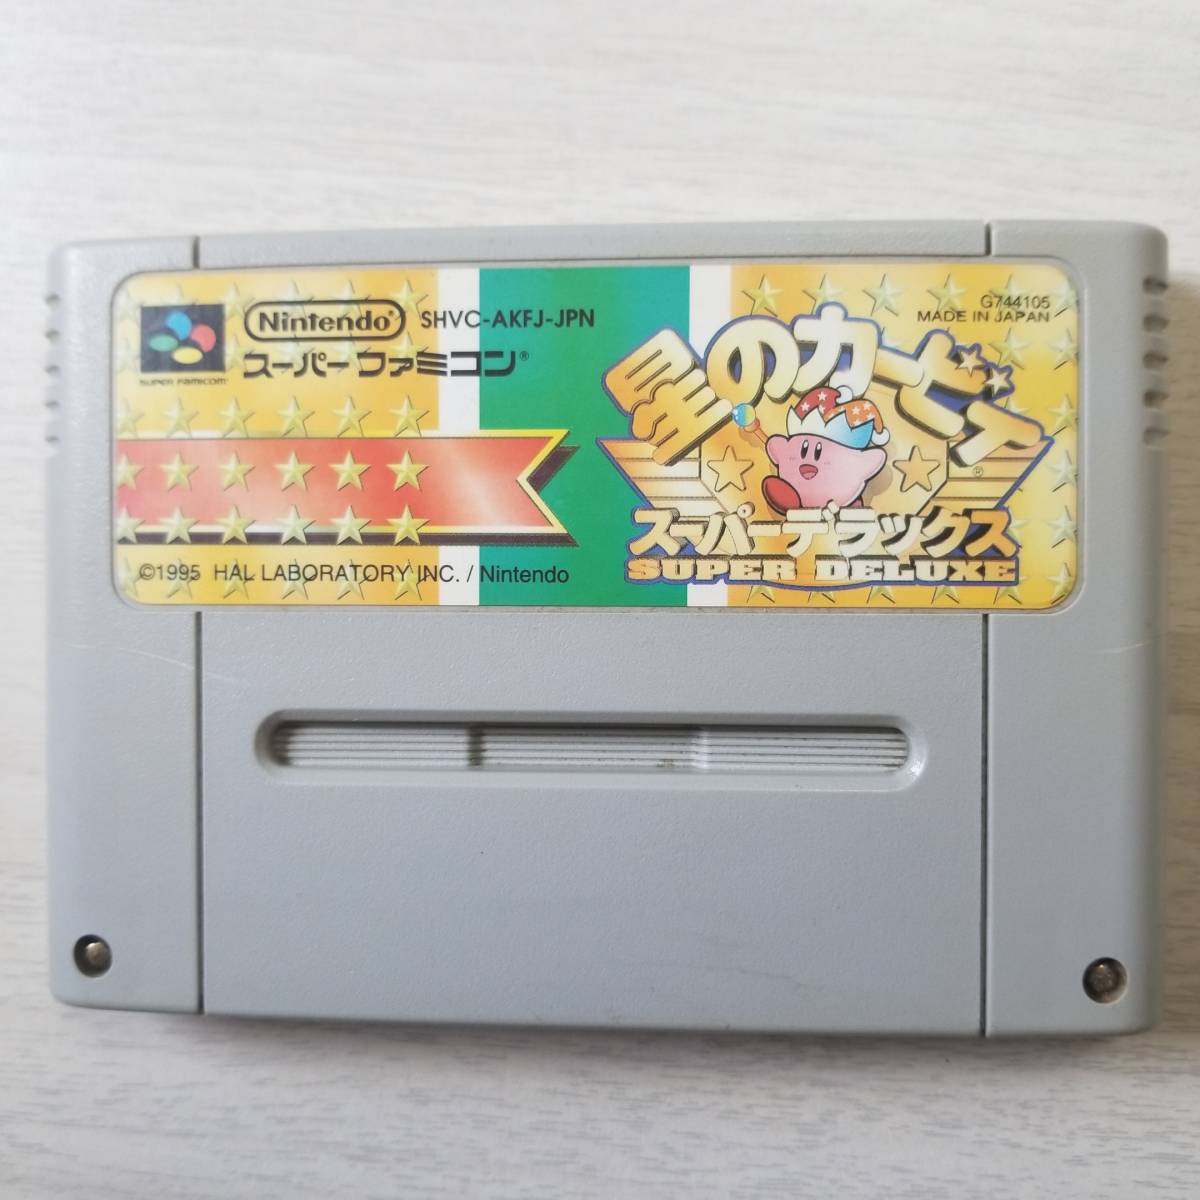 Nintendo® SHVC-AKFJ-JPN
スーパーファミコン®
SUPER FAMICOM
G744105
MADE IN JAPAN
星のカービィ®
スーパーデラックス
SUPER DELUXE
©1995 HAL LABORATORY INC. / Nintendo